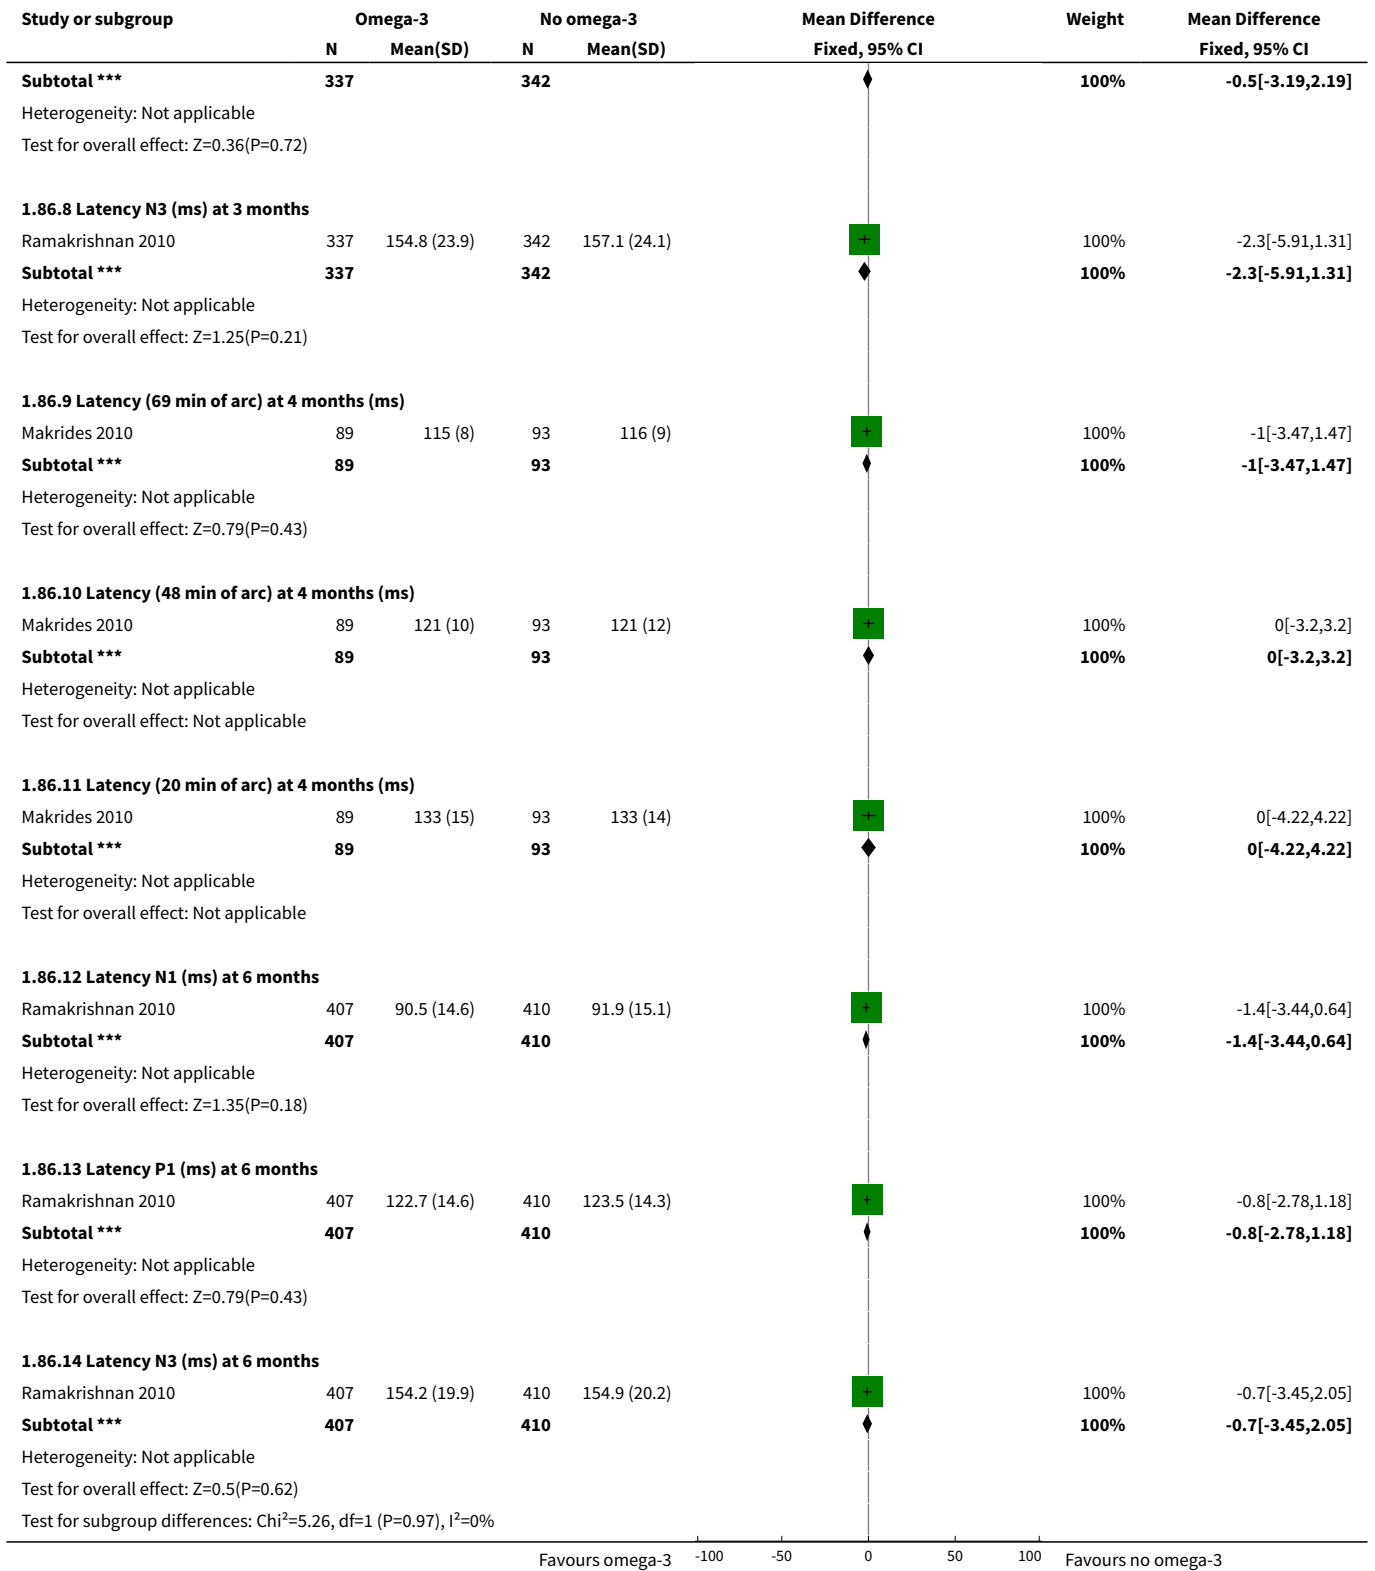 Study or subgroup Omega-3 No omega-3 Mean Difference Weight Mean Difference
N Mean(SD) N Mean(SD) Fixed, 95% CI Fixed, 95% CI
Subtotal *** 337 342 100% -0.5[-3.19,2.19]
Heterogeneity: Not applicable
Test for overall effect: Z=0.36(P=0.72)
1.86.8 Latency N3 (ms) at 3 months
Ramakrishnan 2010 337 154.8 (23.9) 342 157.1 (24.1) 100% -2.3[-5.91,1.31]
Subtotal *** 337 342 100% -2.3[-5.91,1.31]
Heterogeneity: Not applicable
Test for overall effect: Z=1.25(P=0.21)
1.86.9 Latency (69 min of arc) at 4 months (ms)
Makrides 2010 89 115 (8) 93 116 (9) 100% -1[-3.47,1.47]
Subtotal *** 89 93 100% -1[-3.47,1.47]
Heterogeneity: Not applicable
Test for overall effect: Z=0.79(P=0.43)
1.86.10 Latency (48 min of arc) at 4 months (ms)
Makrides 2010 89 121 (10) 93 121 (12) 100% 0[-3.2,3.2]
Subtotal *** 89 93 100% 0[-3.2,3.2]
Heterogeneity: Not applicable
Test for overall effect: Not applicable
1.86.11 Latency (20 min of arc) at 4 months (ms)
Makrides 2010 89 133 (15) 93 133 (14) 100% 0[-4.22,4.22]
Subtotal *** 89 93 100% 0[-4.22,4.22]
Heterogeneity: Not applicable
Test for overall effect: Not applicable
1.86.12 Latency N1 (ms) at 6 months
Ramakrishnan 2010 407 90.5 (14.6) 410 91.9 (15.1) 100% -1.4[-3.44,0.64]
Subtotal *** 407 410 100% -1.4[-3.44,0.64]
Heterogeneity: Not applicable
Test for overall effect: Z=1.35(P=0.18)
1.86.13 Latency P1 (ms) at 6 months
Ramakrishnan 2010 407 122.7 (14.6) 410 123.5 (14.3) 100% -0.8[-2.78,1.18]
Subtotal *** 407 410 100% -0.8[-2.78,1.18]
Heterogeneity: Not applicable
Test for overall effect: Z=0.79(P=0.43)
1.86.14 Latency N3 (ms) at 6 months
Ramakrishnan 2010 407 154.2 (19.9) 410 154.9 (20.2) 100% -0.7[-3.45,2.05]
Subtotal *** 407 410 100% -0.7[-3.45,2.05]
Heterogeneity: Not applicable
Test for overall effect: Z=0.5(P=0.62)
Test for subgroup differences: Chi²=5.26, df=1 (P=0.97), I²=0%
Favours omega-3 -100 -50 0 50 100 Favours no omega-3